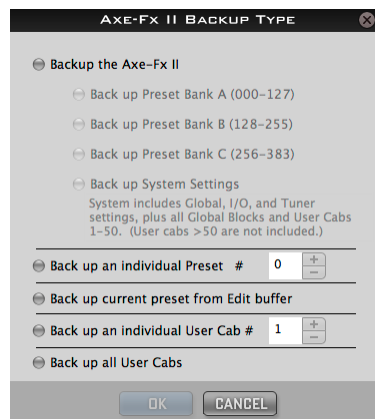 Axe-Fx II Backup Type
Backup the Axe-Fx II
Back up Preset Bank A (000-127)
Back up Preset Bank B (128-255)
Back up Preset Bank C (256-383)
Back up System Settings
System includes Global, I/O, and Tuner
settings, plus all Global Blocks and User Cabs
1-50. (User cabs >50 are not included.)
Back up an individual Preset # 0 + −
Back up current preset from Edit buffer
Back up an individual User Cab # 1 + −
Back up all User Cabs
OK CANCEL